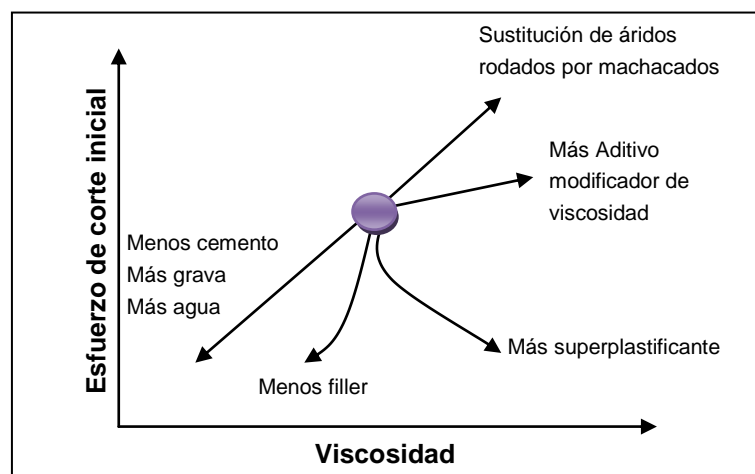 Sustitución de áridos
rodados por machacados
Más Aditivo
modificador de
viscosidad
Esfuerzo de corte inicial
Menos cemento
Más grava
Más agua
Más superplastificante
Menos filler
Viscosidad